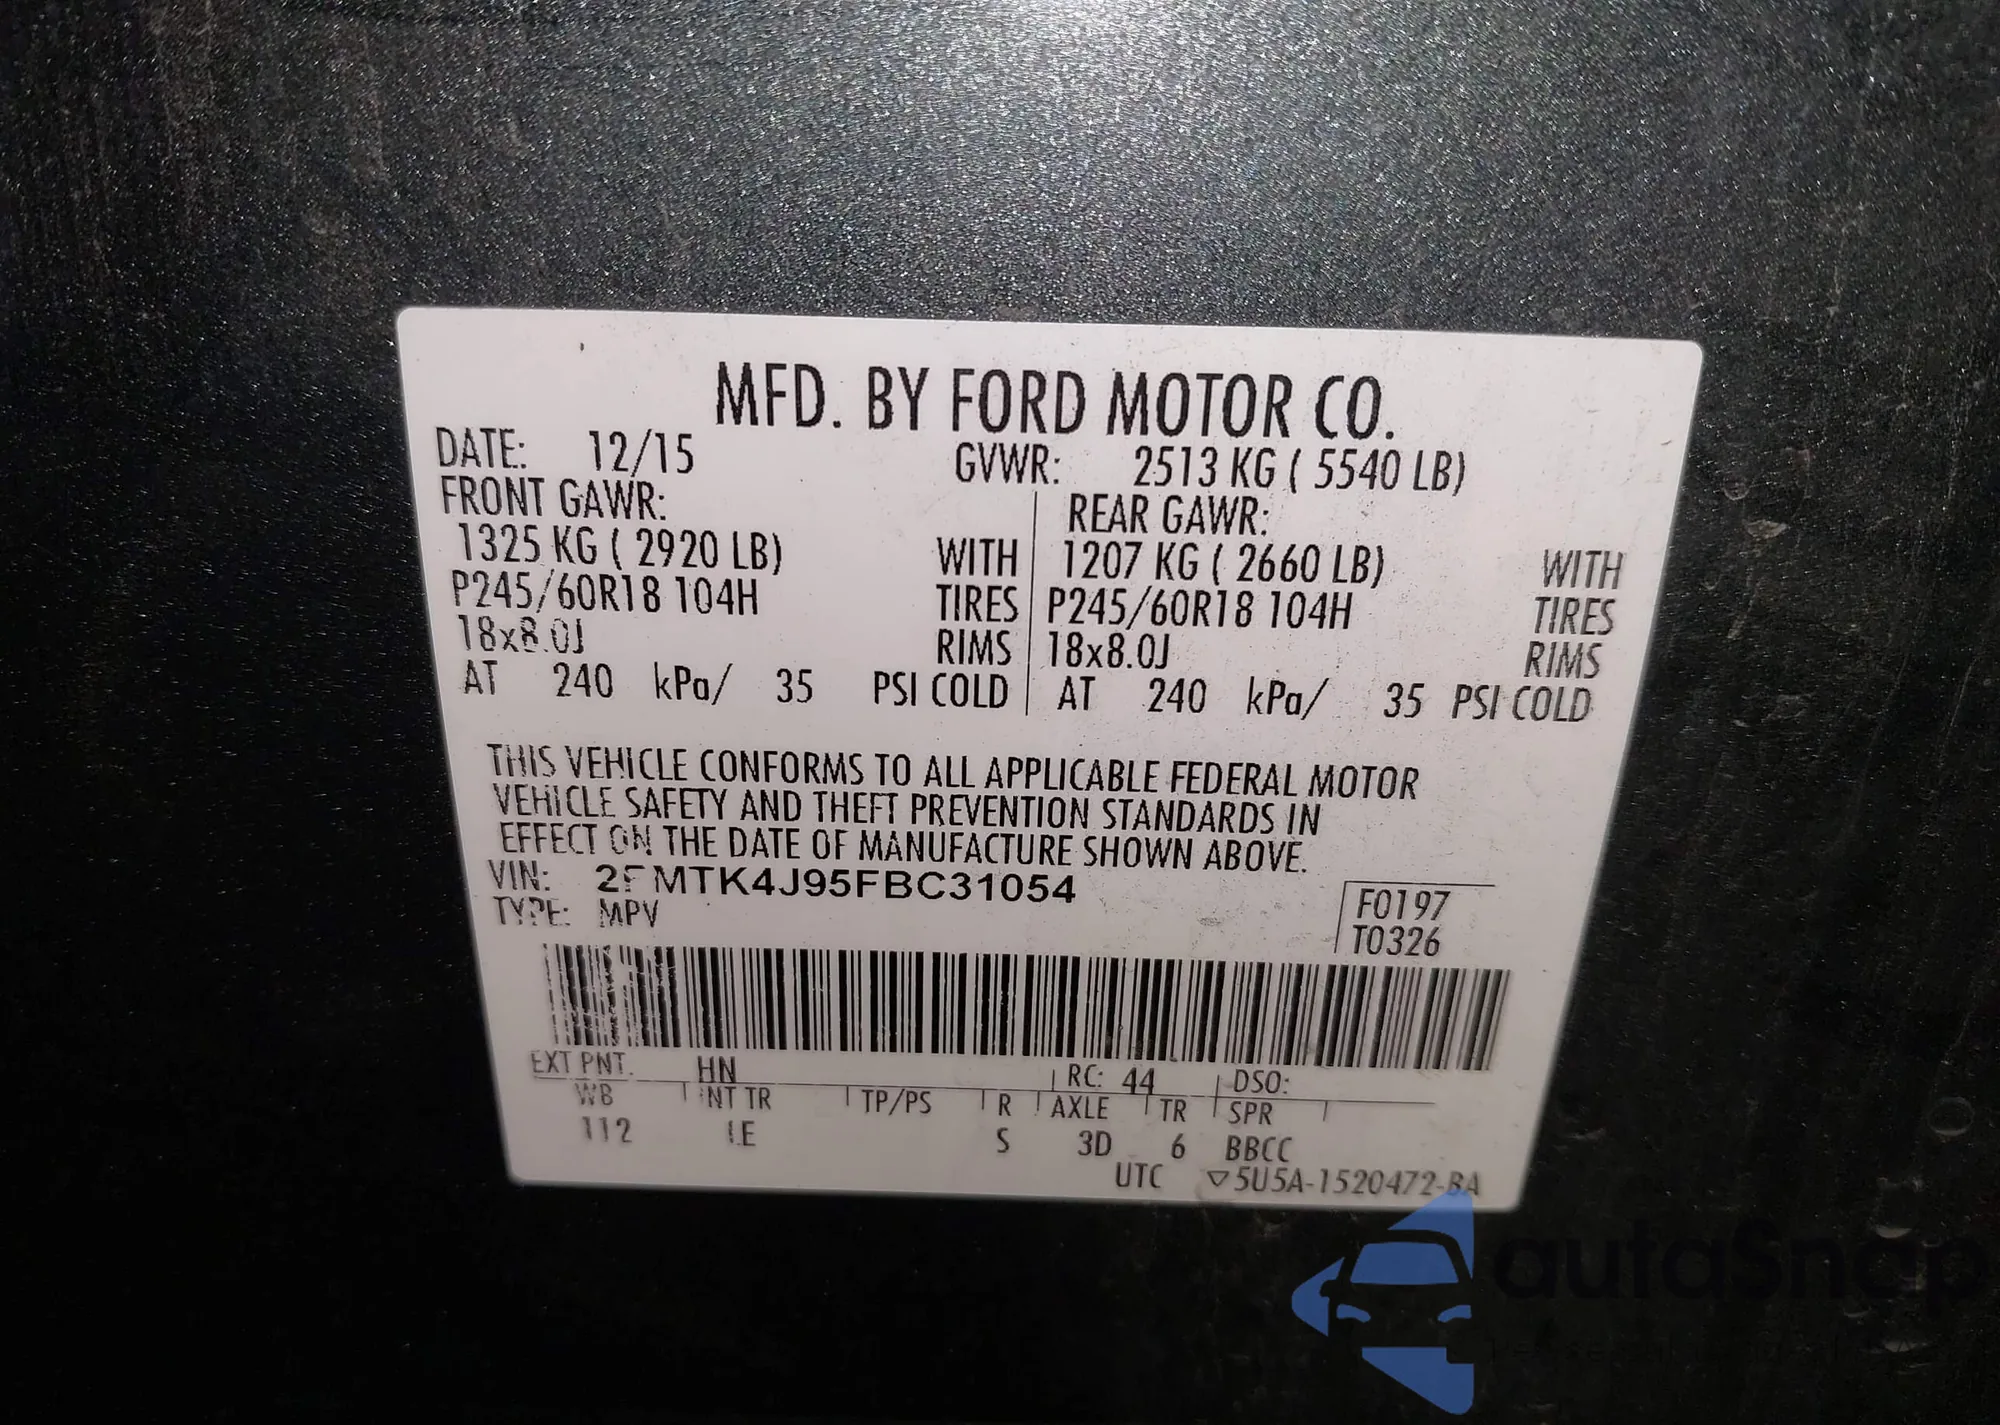 MFD. BY FORD MOTOR CO.
DATE: 12/15 GVWR: 2513 KG ( 5540 LB)
FRONT GAWR: REAR GAWR:
1325 KG ( 2920 LB) WITH 1207 KG ( 2660 LB) WITH
P245/60R18 104H TIRES P245/60R18 104H TIRES
18x8.0J RIMS 18x8.0J RIMS
AT 240 kPa/ 35 PSI COLD AT 240 kPa/ 35 PSI COLD
THIS VEHICLE CONFORMS TO ALL APPLICABLE FEDERAL MOTOR
VEHICLE SAFETY AND THEFT PREVENTION STANDARDS IN
EFFECT ON THE DATE OF MANUFACTURE SHOWN ABOVE.
VIN: 2FMTK4J95FBC31054
TYPE: MPV
F0197
T0326
EXT PNT. HN RC: 44 DSO:
WB INT TR TP/PS R AXLE TR SPR
112 S 3D 6 BBCC
UTC ▽5U5A-1520472-BA
autaSnap